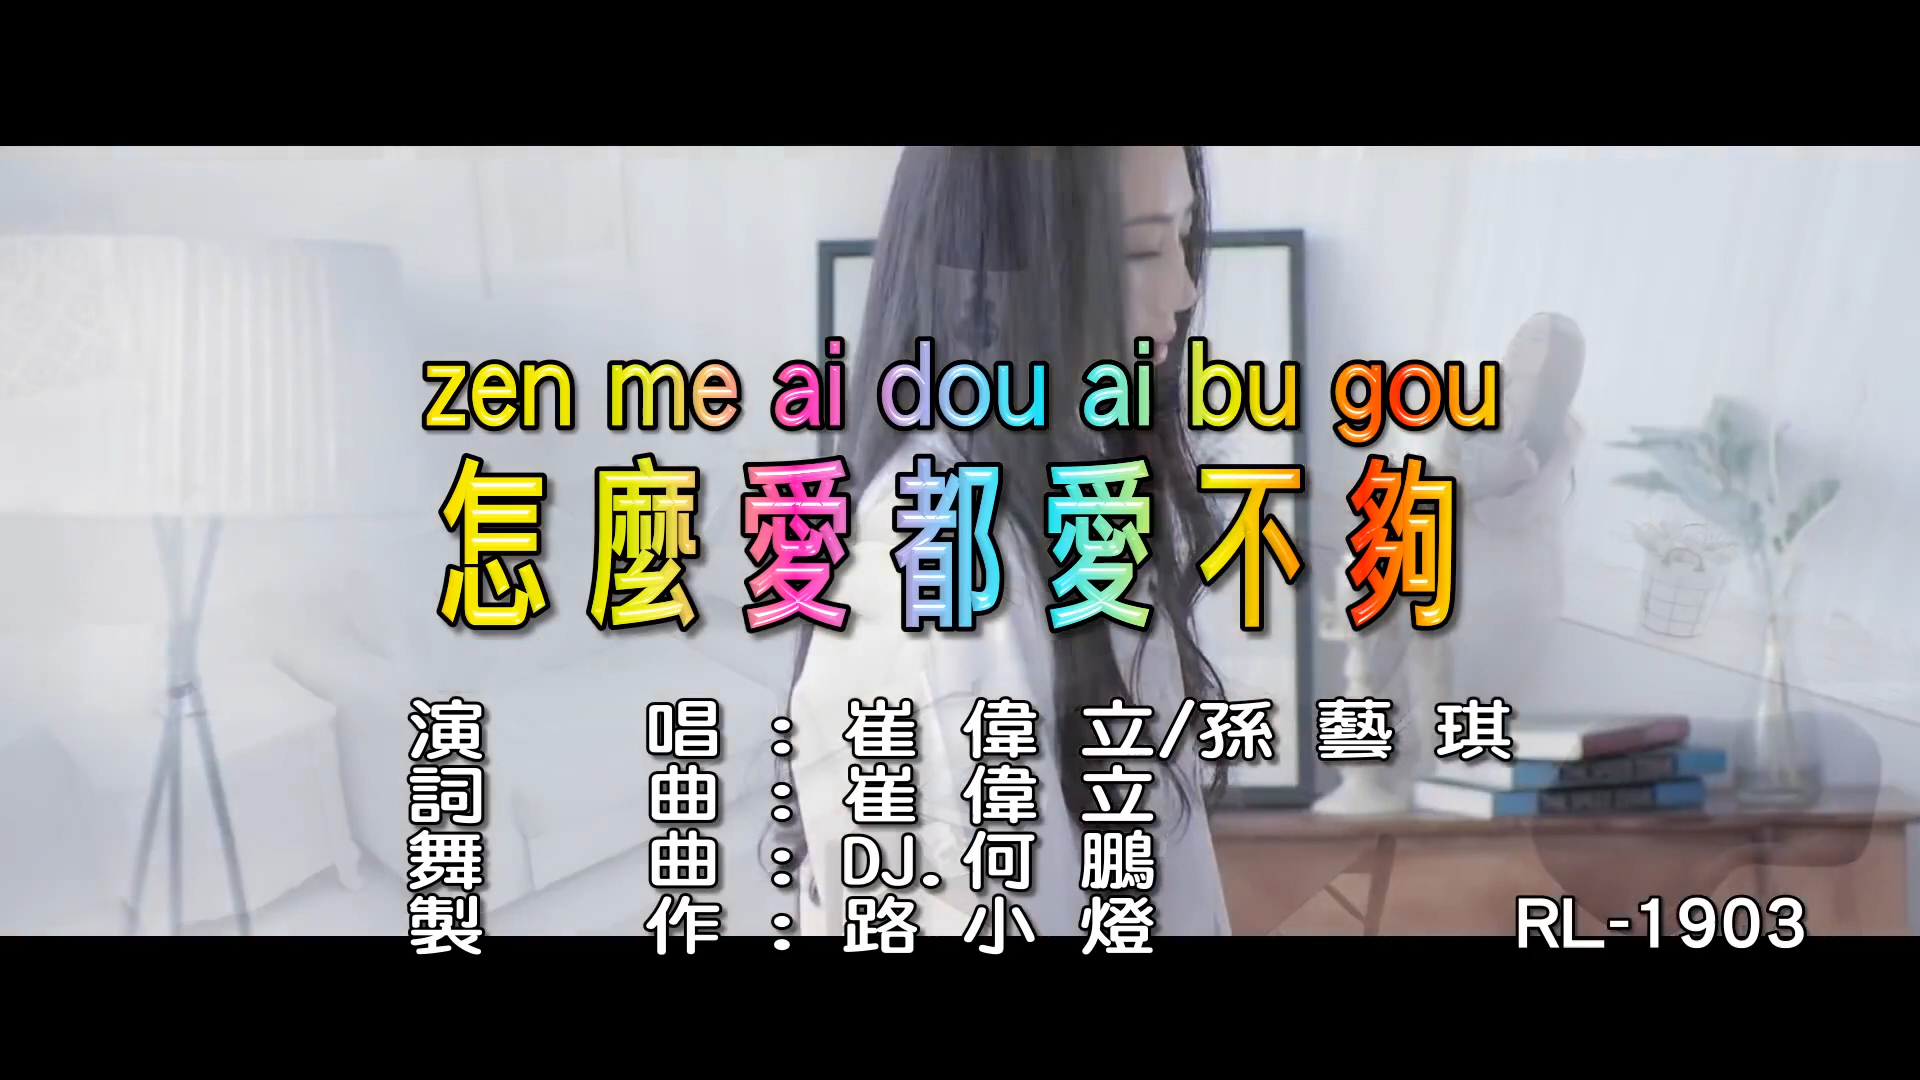 zen me ai dou ai bu gou
怎麼愛都愛不夠
演唱:崔偉立/孫藝琪
詞曲:崔偉立
舞曲:DJ.何鵬
製作:路小燈
RL-1903